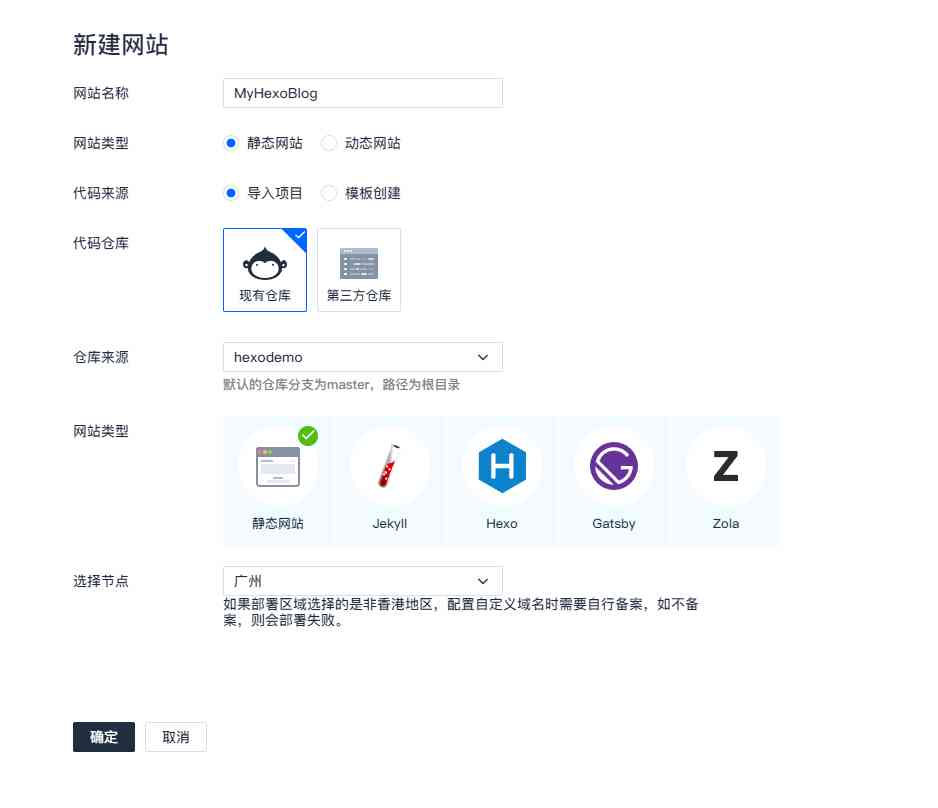 新建网站
网站名称 MyHexoBlog
网站类型 静态网站 动态网站
代码来源 导入项目 模板创建
代码仓库 现有仓库 第三方仓库
仓库来源 hexodemo
默认的仓库分支为master，路径为根目录
网站类型
静态网站 Jekyll Hexo Gatsby Zola
选择节点 广州
如果部署区域选择的是非香港地区，配置自定义域名时需要自行备案，如不备
案，则会部署失败。
确定 取消